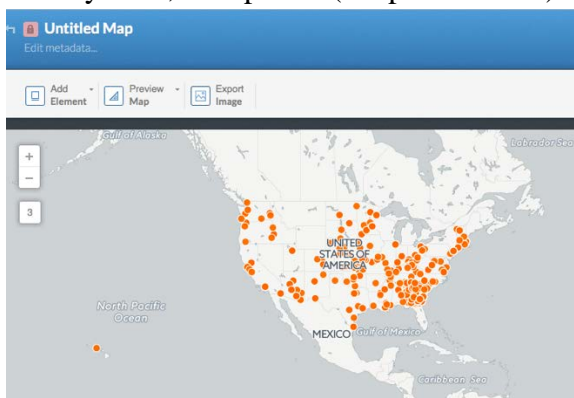 Untitled Map
Edit metadata...
Add
Element
Preview
Map
Export
Image
Gulf of Alaska
Labrador Sea
+
−
3
UNITED
STATES OF
AMERICA
North Pacific
Ocean
MEXICO
Gulf of Mexico
Caribbean Sea